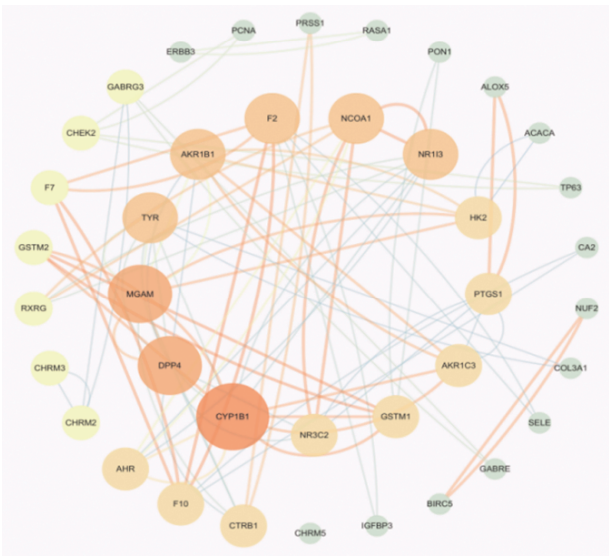 PRSS1
PCNA
RASA1
ERBB3
PON1
GABRG3
ALOX5
F2
NCOA1
CHEK2
ACACA
AKR1B1
NR1I3
F7
TP63
TYR
HK2
GSTM2
CA2
MGAM
PTGS1
RXRG
NUF2
DPP4
AKR1C3
CHRM3
COL3A1
CYP1B1
GSTM1
CHRM2
SELE
NR3C2
AHR
GABRE
F10
BIRC5
CTRB1
IGFBP3
CHRM5